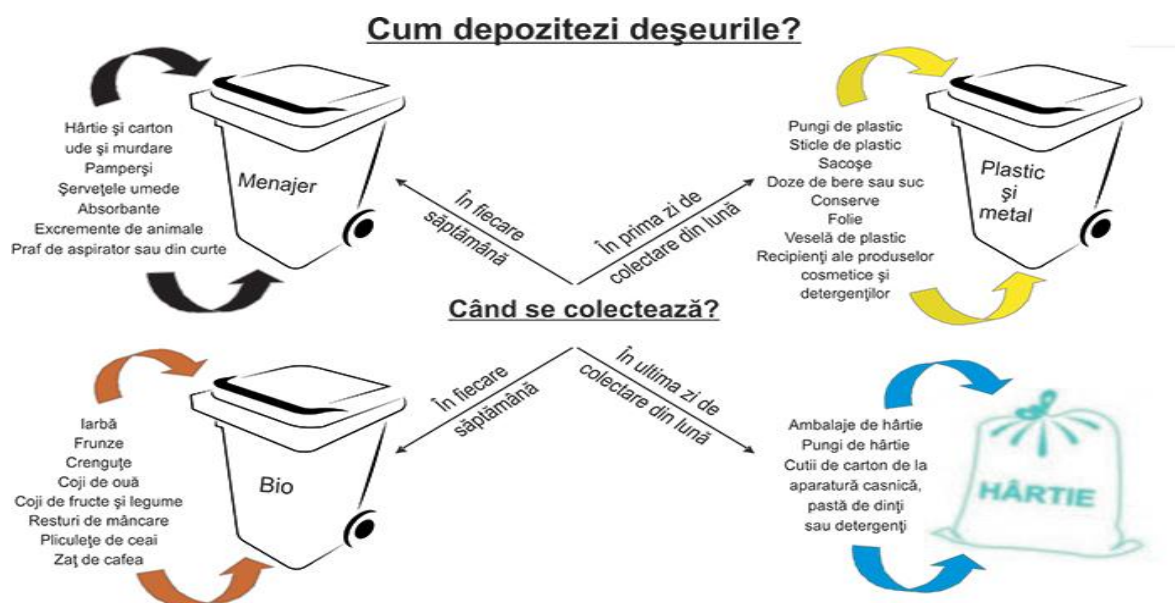 Cum depozitezi deşeurile?
Hârtie şi carton
ude şi murdare
Pamperşi
Şerveţele umede
Absorbante
Excremente de animale
Praf de aspirator sau din curte
Menajer
În fiecare
săptămână
În prima zi de
colectare din lună
Pungi de plastic
Sticle de plastic
Sacoşe
Doze de bere sau suc
Conserve
Folie
Veselă de plastic
Recipienţi ale produselor
cosmetice şi
detergenţilor
Plastic
şi
metal
Când se colectează?
Iarbă
Frunze
Crenguţe
Coji de ouă
Coji de fructe şi legume
Resturi de mâncare
Pliculeţe de ceai
Zaţ de cafea
Bio
În fiecare
săptămână
În ultima zi de
colectare din lună
Ambalaje de hârtie
Pungi de hârtie
Cutii de carton de la
aparatură casnică,
pastă de dinţi
sau detergenţi
HÂRTIE